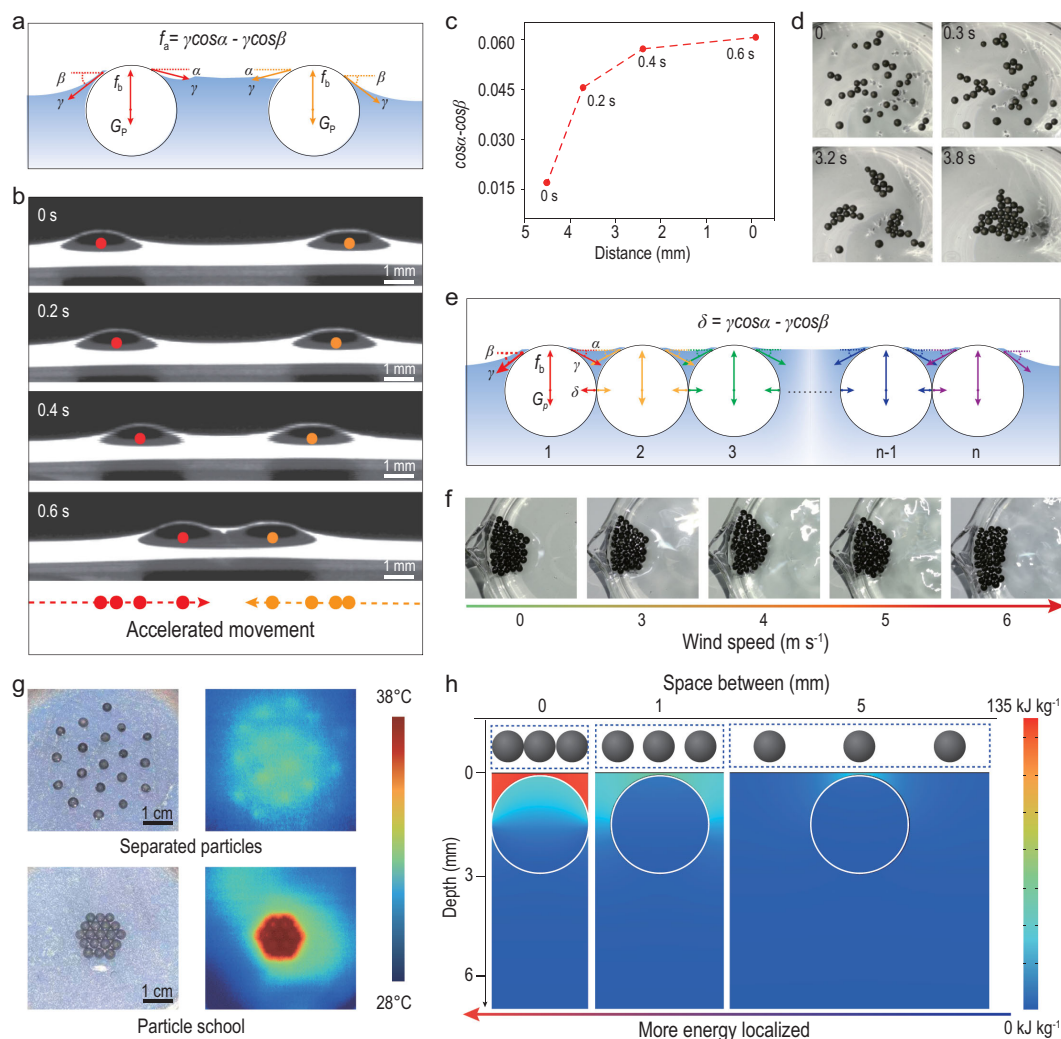 a
fa = γcosα - γcosβ
β
γ
fb
GP
α
γ
α
γ
fb
GP
β
γ
b
0 s
1 mm
0.2 s
1 mm
0.4 s
1 mm
0.6 s
1 mm
Accelerated movement
c
cosα-cosβ
0.060
0.045
0.030
0.015
0 s
0.2 s
0.4 s
0.6 s
5 4 3 2 1 0
Distance (mm)
d
0
0.3 s
3.2 s
3.8 s
e
δ = γcosα - γcosβ
β
γ
fb
Gp
α
γ
δ
1 2 3 n-1 n
f
0 3 4 5 6
Wind speed (m s⁻¹)
g
1 cm
Separated particles
1 cm
Particle school
38°C
28°C
h
Space between (mm)
0 1 5
135 kJ kg⁻¹
0
3
6
Depth (mm)
0 kJ kg⁻¹
More energy localized